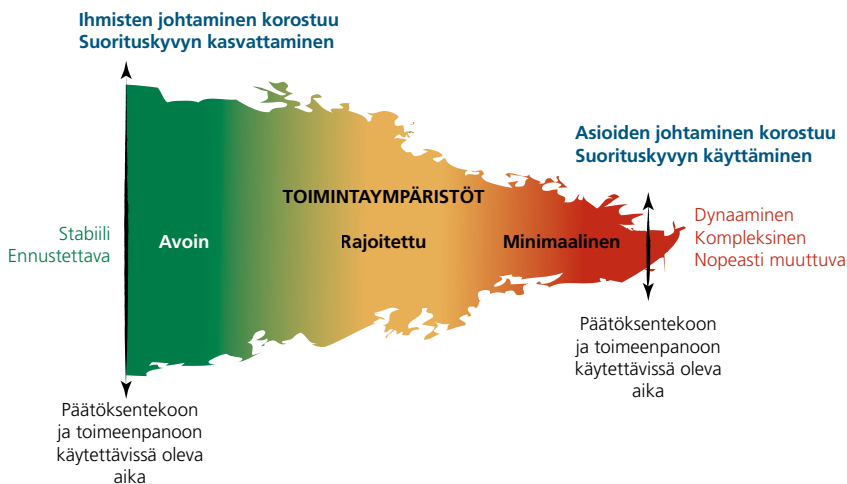 Ihmisten johtaminen korostuu
Suorituskyvyn kasvattaminen
Asioiden johtaminen korostuu
Suorituskyvyn käyttäminen
TOIMINTAYMPÄRISTÖT
Stabiili
Ennustettava
Avoin
Rajoitettu
Minimaalinen
Dynaaminen
Kompleksinen
Nopeasti muuttuva
Päätöksentekoon
ja toimeenpanoon
käytettävissä oleva
aika
Päätöksentekoon
ja toimeenpanoon
käytettävissä oleva
aika